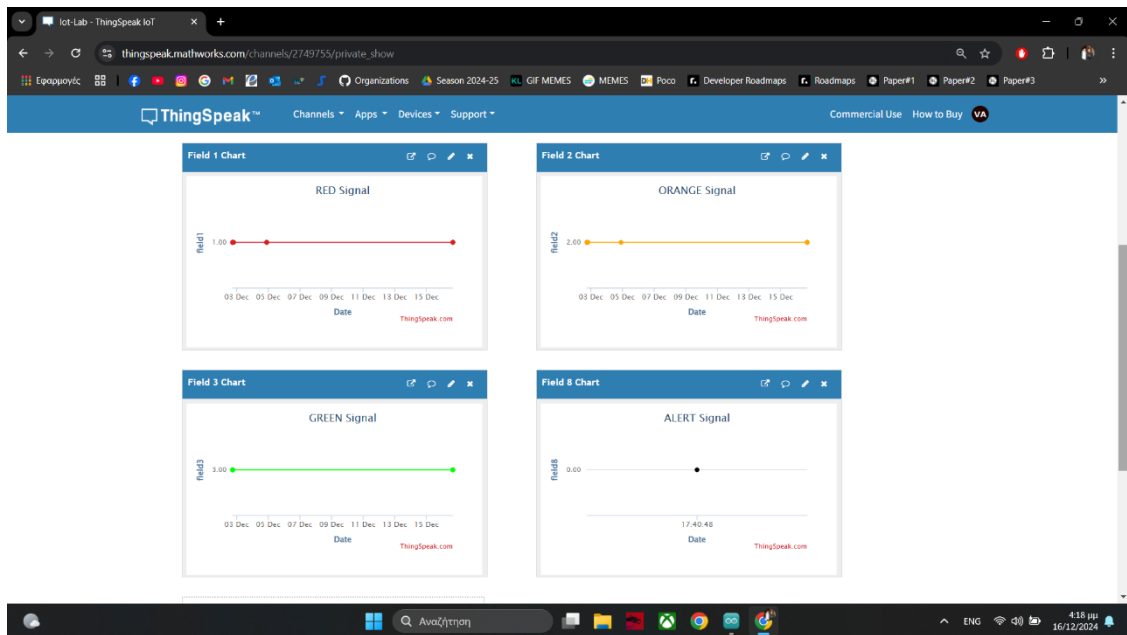 Iot-Lab - ThingSpeak IoT
thingspeak.mathworks.com/channels/2749755/private_show
Εφαρμογές Organizations Season 2024-25 KL GIF MEMES MEMES Poco r. Developer Roadmaps r. Roadmaps Paper#1 Paper#2 Paper#3 »
ThingSpeak™ Channels Apps Devices Support Commercial Use How to Buy VA
Field 1 Chart
RED Signal
field1
1.00
03 Dec 05 Dec 07 Dec 09 Dec 11 Dec 13 Dec 15 Dec
Date
ThingSpeak.com
Field 2 Chart
ORANGE Signal
field2
2.00
03 Dec 05 Dec 07 Dec 09 Dec 11 Dec 13 Dec 15 Dec
Date
ThingSpeak.com
Field 3 Chart
GREEN Signal
field3
3.00
03 Dec 05 Dec 07 Dec 09 Dec 11 Dec 13 Dec 15 Dec
Date
ThingSpeak.com
Field 8 Chart
ALERT Signal
field8
0.00
17:40:48
Date
ThingSpeak.com
Αναζήτηση
ENG
4:18 μμ
16/12/2024